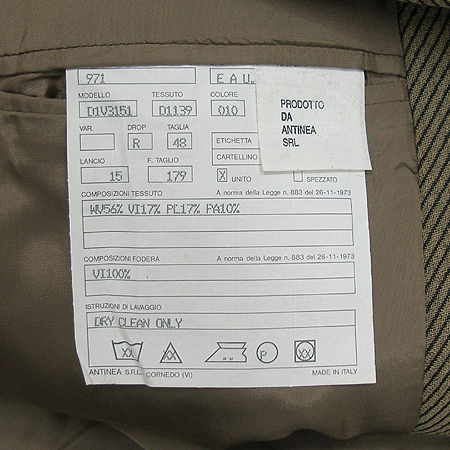 971 E A U.
PRODOTTO
DA
ANTINEA
SRL
MODELLO TESSUTO COLORE
D1V3151 D1139 010
VAR. DROP TAGLIA
R 48
ETICHETTA
CARTELLINO
LANCIO F. TAGLIA
15 179
X UNITO SPEZZATO
COMPOSIZIONI TESSUTO A norma della Legge n. 883 del 26-11-1973
WV56% VI17% PL17% PA10%
COMPOSIZIONI FODERA A norma della Legge n. 883 del 26-11-1973
VI100%
ISTRUZIONI DI LAVAGGIO
DRY CLEAN ONLY
P
ANTINEA S.R.L. - CORNEDO (VI) MADE IN ITALY